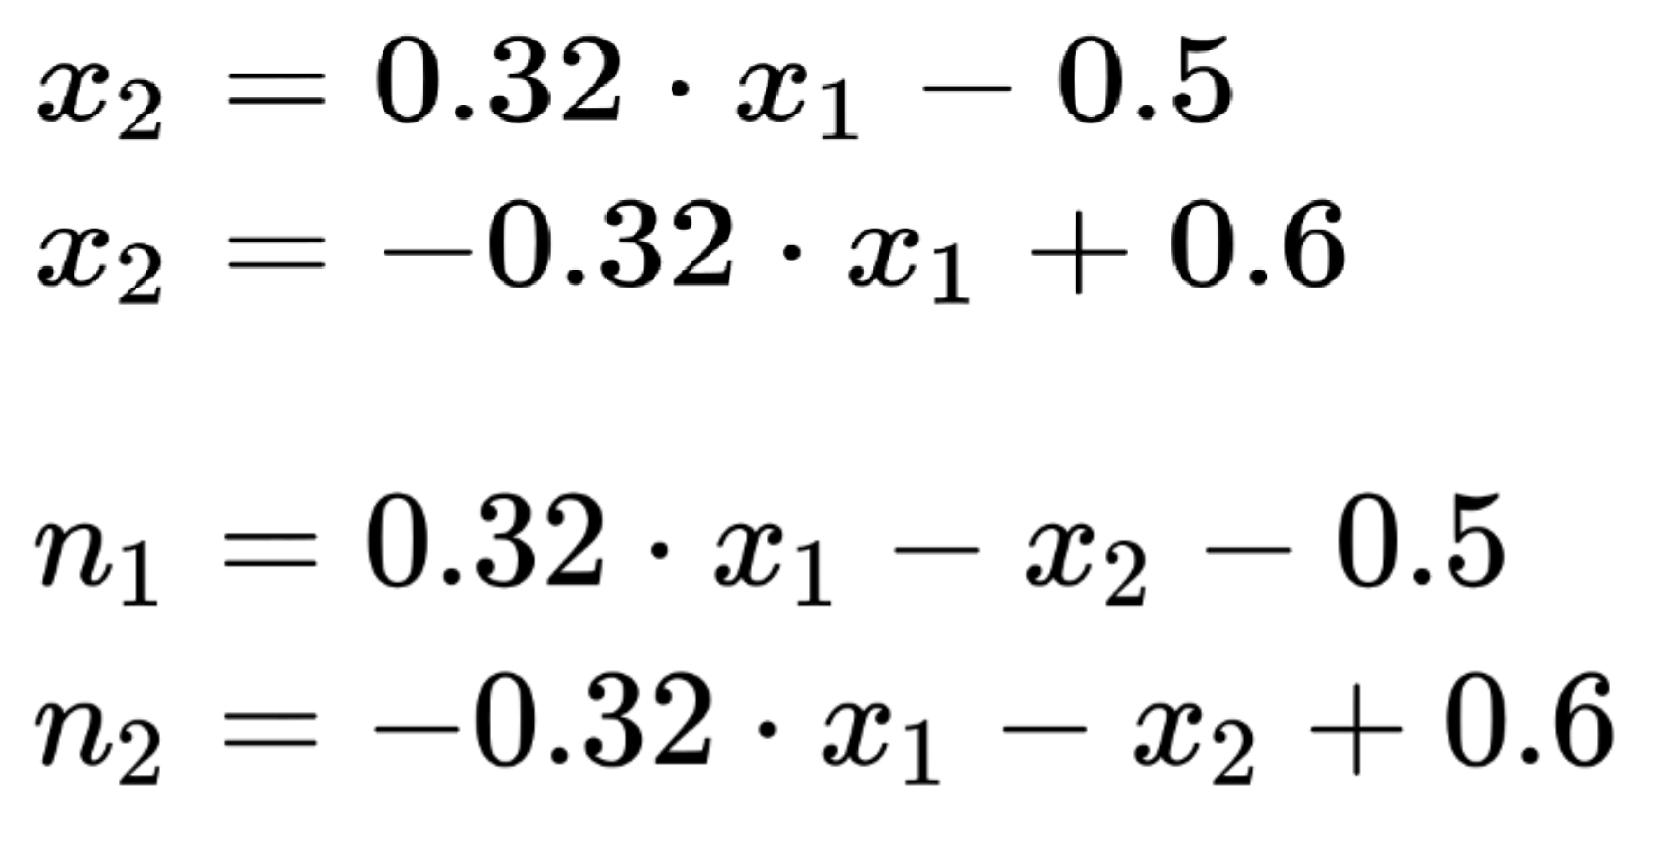 x₂ = 0.32 · x₁ − 0.5
x₂ = −0.32 · x₁ + 0.6
n₁ = 0.32 · x₁ − x₂ − 0.5
n₂ = −0.32 · x₁ − x₂ + 0.6